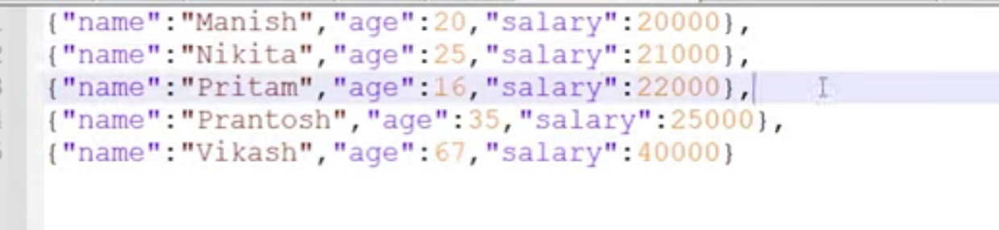 {"name":"Manish","age":20,"salary":20000},
{"name":"Nikita","age":25,"salary":21000},
{"name":"Pritam","age":16,"salary":22000},
{"name":"Prantosh","age":35,"salary":25000},
{"name":"Vikash","age":67,"salary":40000}